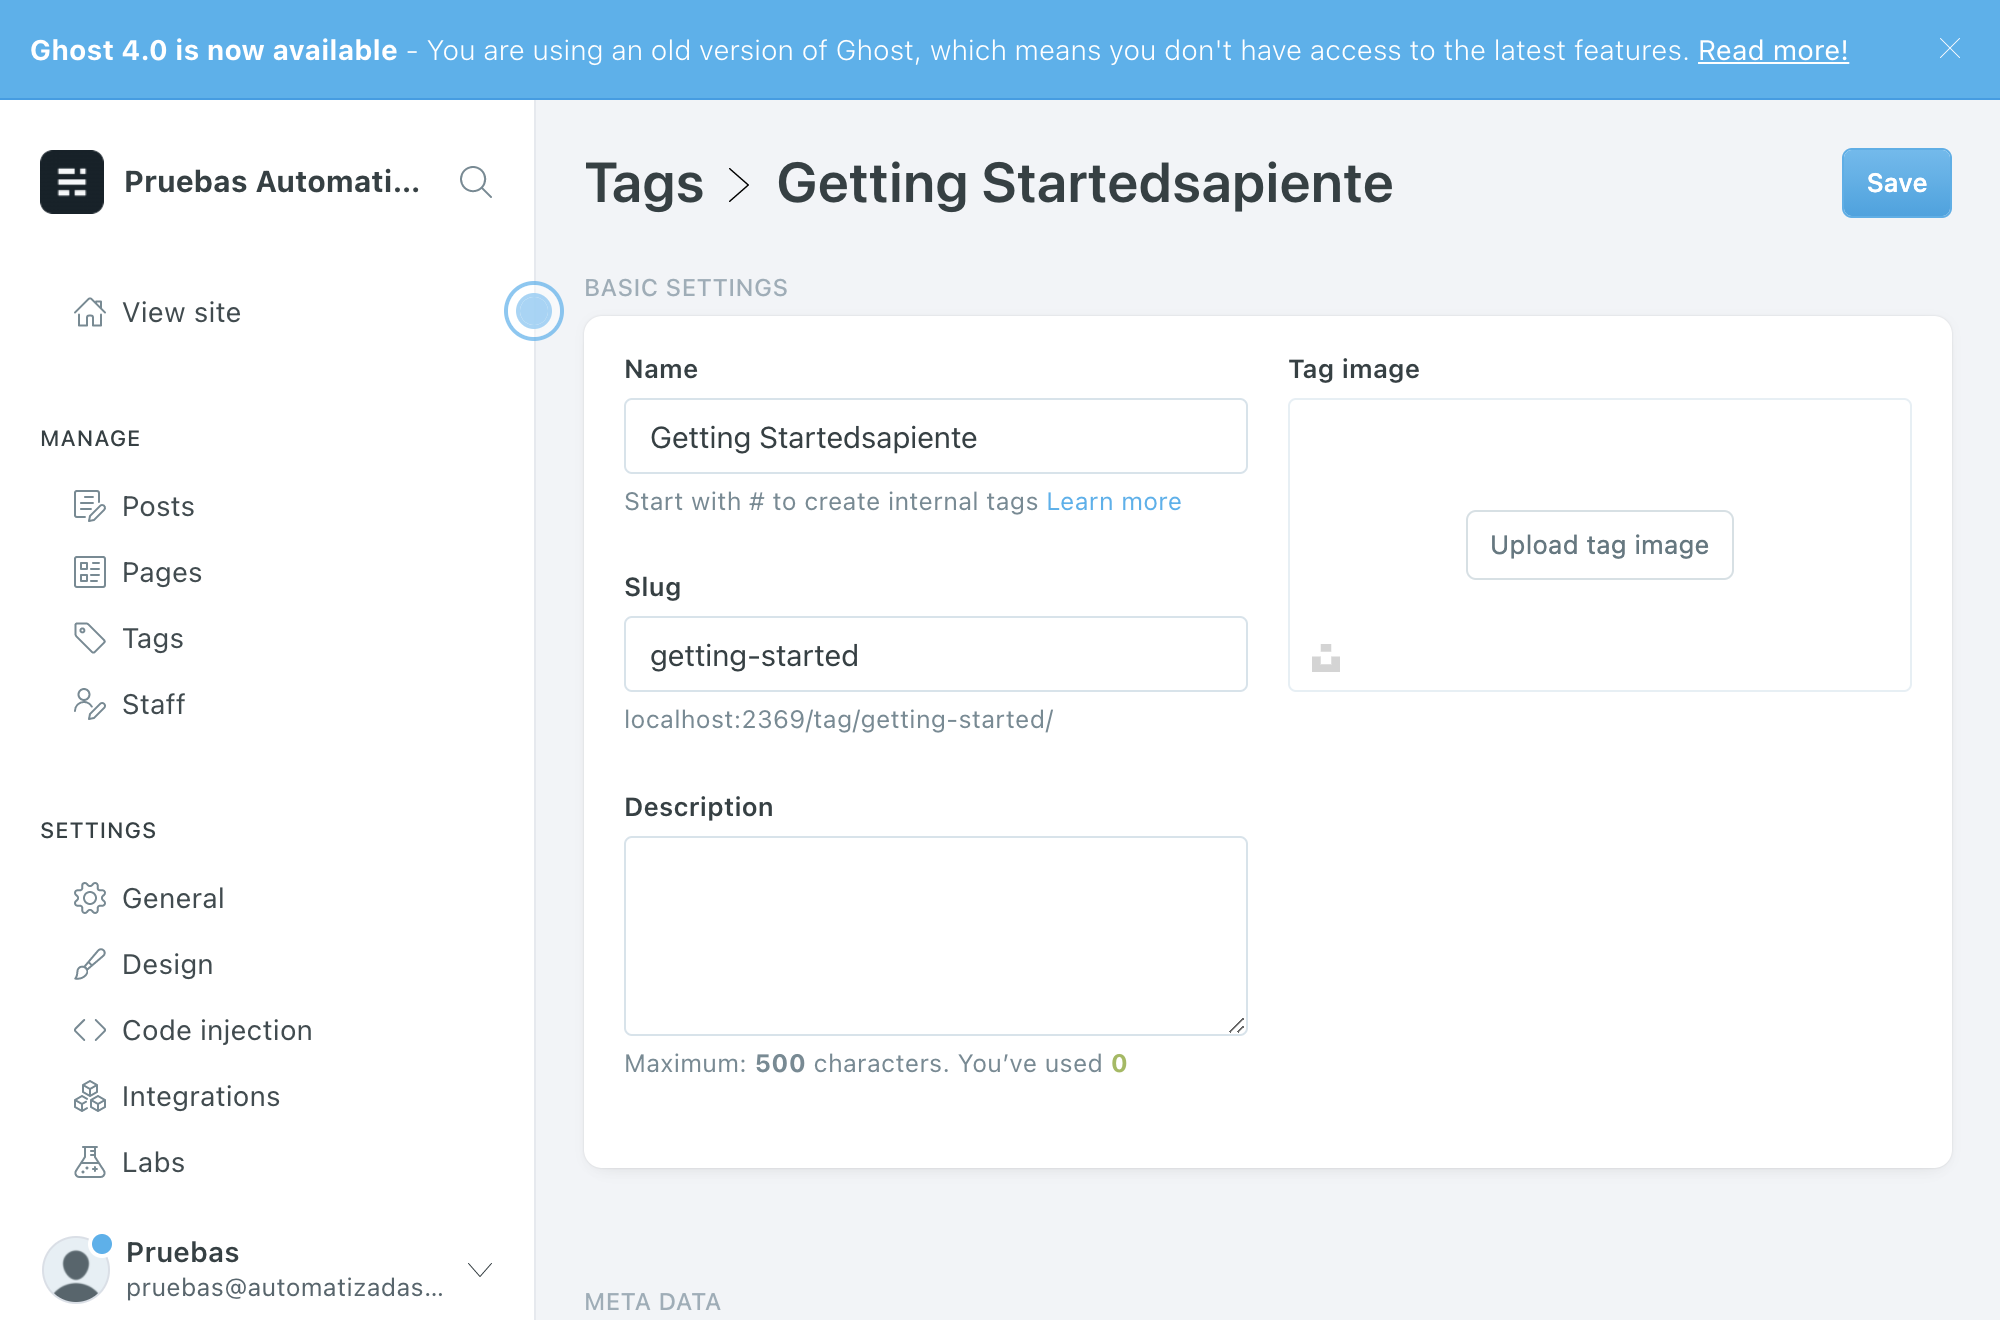 Ghost 4.0 is now available - You are using an old version of Ghost, which means you don't have access to the latest features. Read more!
Pruebas Automati...
View site
MANAGE
Posts
Pages
Tags
Staff
SETTINGS
General
Design
Code injection
Integrations
Labs
Pruebas
pruebas@automatizadas...
Tags > Getting Startedsapiente
Save
BASIC SETTINGS
Name
Getting Startedsapiente
Start with # to create internal tags Learn more
Slug
getting-started
localhost:2369/tag/getting-started/
Description
Maximum: 500 characters. You’ve used 0
Tag image
Upload tag image
META DATA